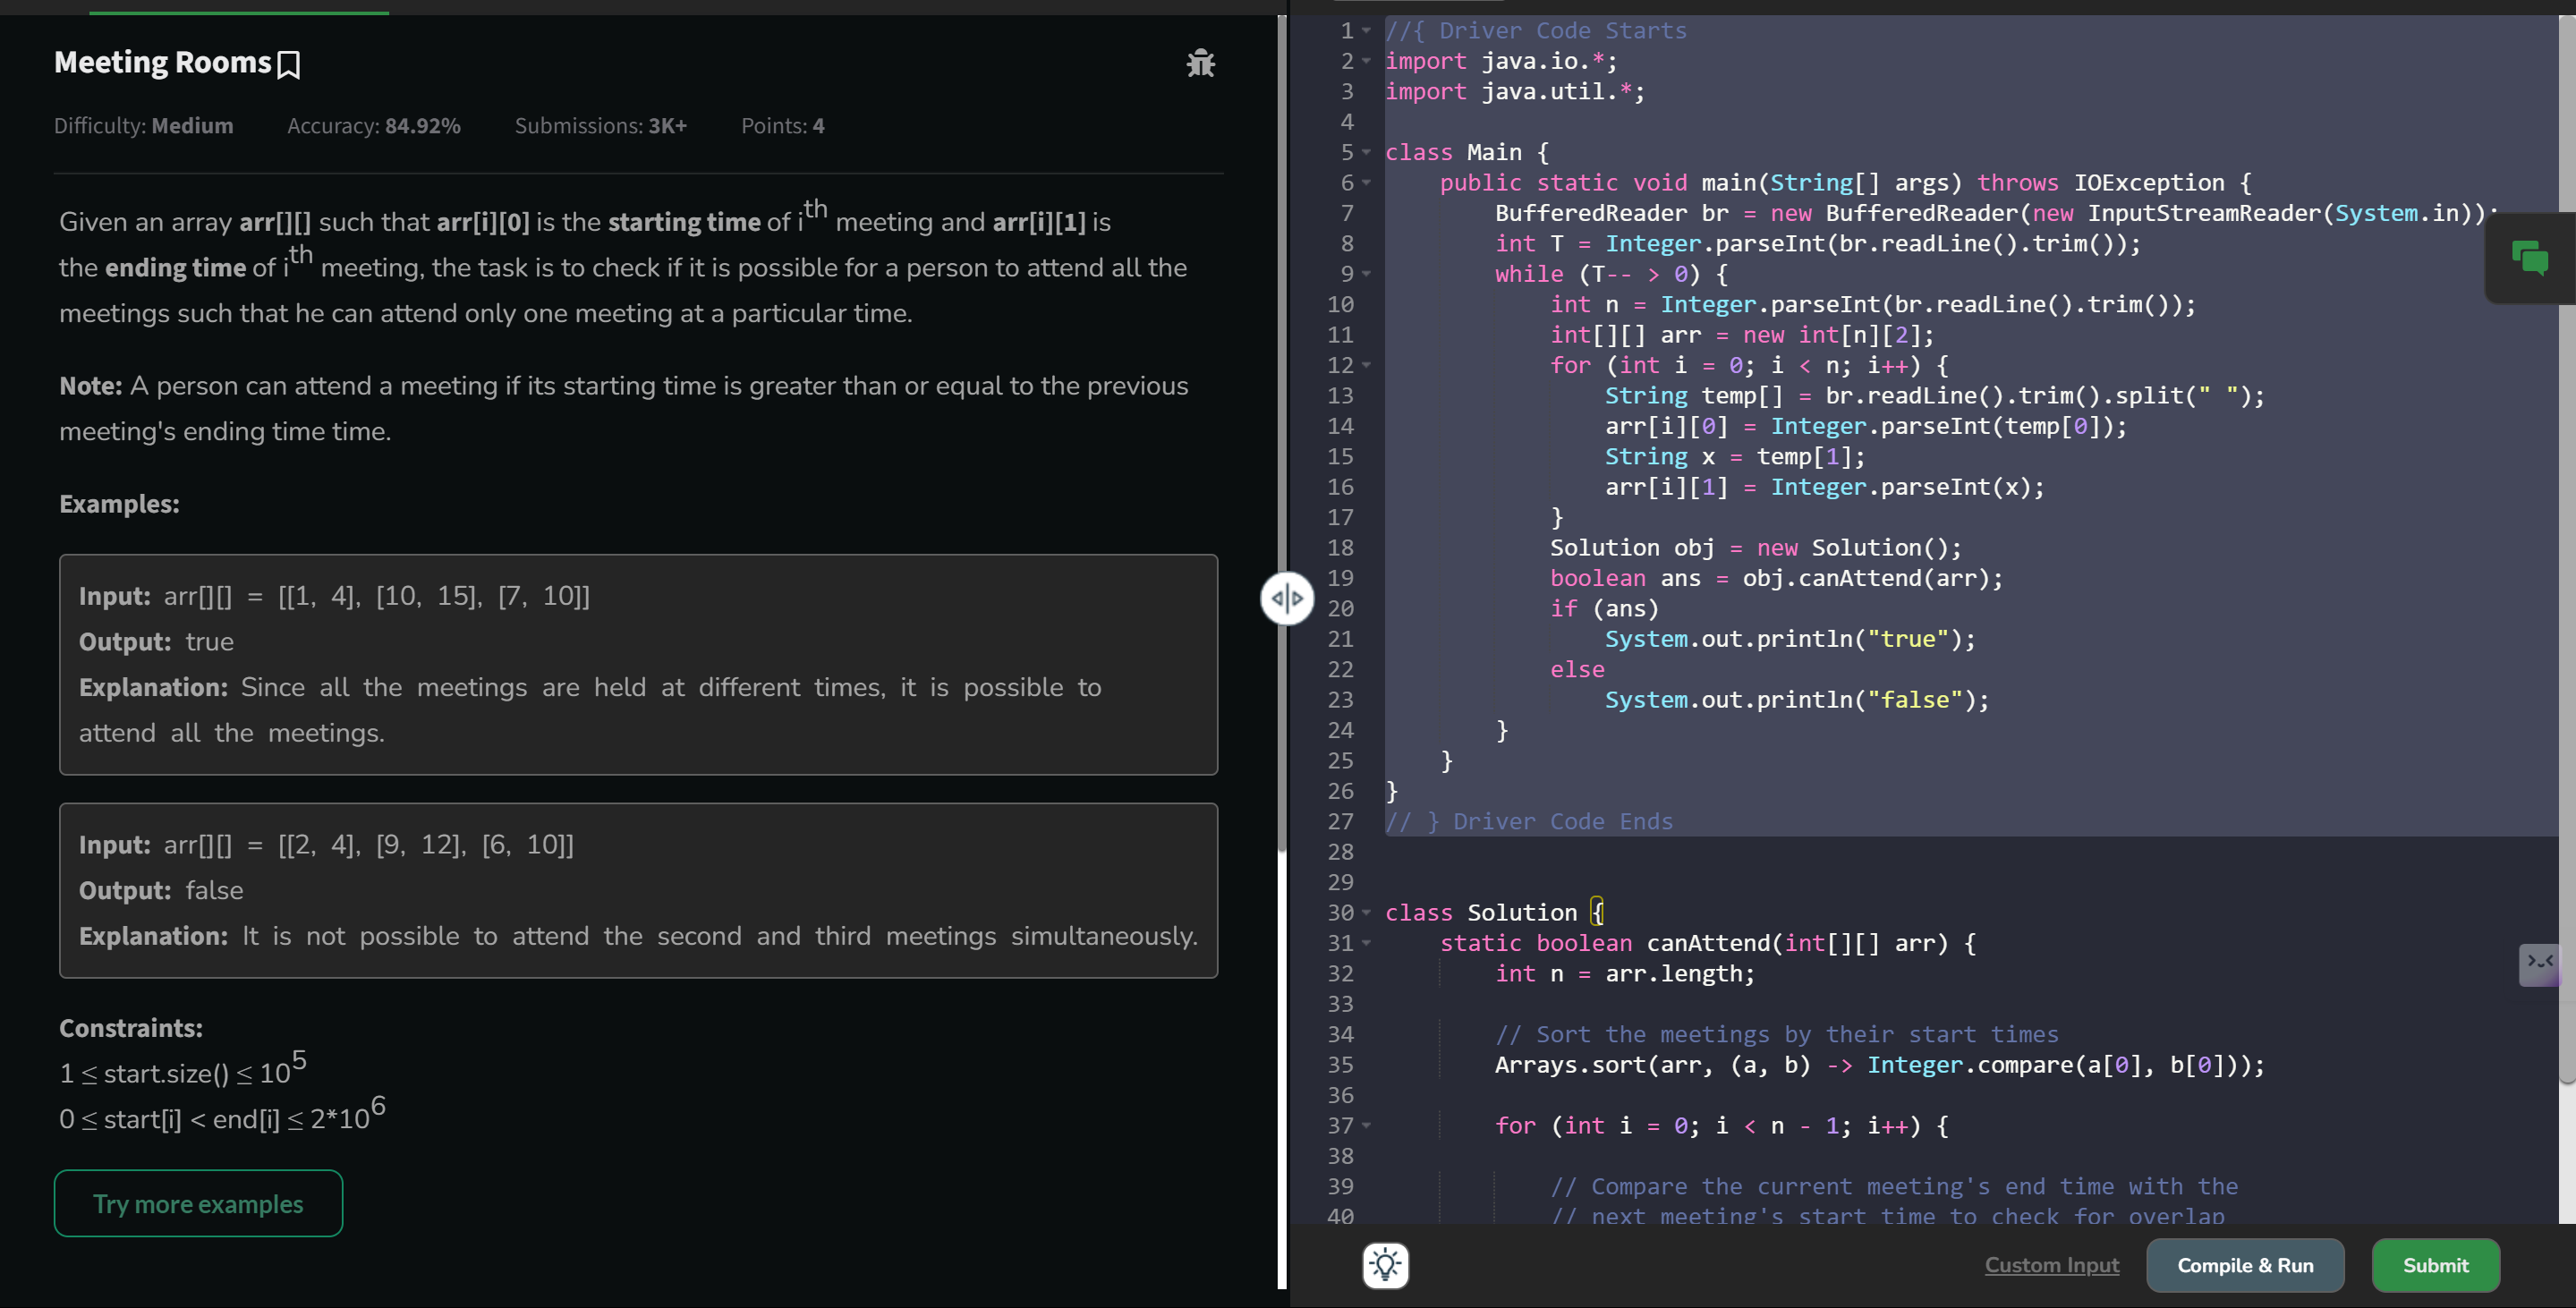 Meeting Rooms
Difficulty: Medium Accuracy: 84.92% Submissions: 3K+ Points: 4
Given an array arr[][] such that arr[i][0] is the starting time of ith meeting and arr[i][1] is
the ending time of ith meeting, the task is to check if it is possible for a person to attend all the
meetings such that he can attend only one meeting at a particular time.
Note: A person can attend a meeting if its starting time is greater than or equal to the previous
meeting's ending time time.
Examples:
Input: arr[][] = [[1, 4], [10, 15], [7, 10]]
Output: true
Explanation: Since all the meetings are held at different times, it is possible to
attend all the meetings.
Input: arr[][] = [[2, 4], [9, 12], [6, 10]]
Output: false
Explanation: It is not possible to attend the second and third meetings simultaneously.
Constraints:
1 ≤ start.size() ≤ 10^5
0 ≤ start[i] < end[i] ≤ 2*10^6
Try more examples
1 //{ Driver Code Starts
2 import java.io.*;
3 import java.util.*;
4
5 class Main {
6 public static void main(String[] args) throws IOException {
7 BufferedReader br = new BufferedReader(new InputStreamReader(System.in));
8 int T = Integer.parseInt(br.readLine().trim());
9 while (T-- > 0) {
10 int n = Integer.parseInt(br.readLine().trim());
11 int[][] arr = new int[n][2];
12 for (int i = 0; i < n; i++) {
13 String temp[] = br.readLine().trim().split(" ");
14 arr[i][0] = Integer.parseInt(temp[0]);
15 String x = temp[1];
16 arr[i][1] = Integer.parseInt(x);
17 }
18 Solution obj = new Solution();
19 boolean ans = obj.canAttend(arr);
20 if (ans)
21 System.out.println("true");
22 else
23 System.out.println("false");
24 }
25 }
26 }
27 // } Driver Code Ends
28
29
30 class Solution {
31 static boolean canAttend(int[][] arr) {
32 int n = arr.length;
33
34 // Sort the meetings by their start times
35 Arrays.sort(arr, (a, b) -> Integer.compare(a[0], b[0]));
36
37 for (int i = 0; i < n - 1; i++) {
38
39 // Compare the current meeting's end time with the
40 // next meeting's start time to check for overlap
Custom Input Compile & Run Submit